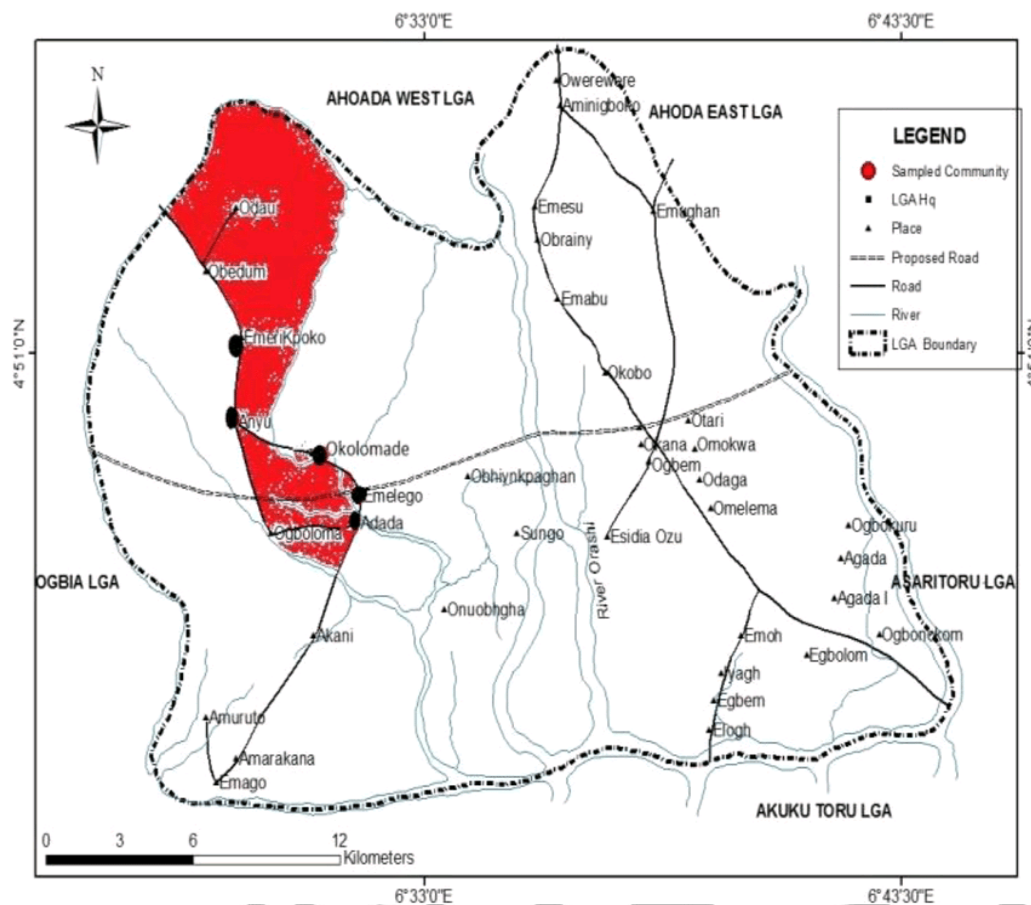 6°33'0"E
6°43'30"E
N
AHOADA WEST LGA
AHODA EAST LGA
Owereware
Aminigboko
LEGEND
Sampled Community
LGA Hq
Place
Proposed Road
Road
River
LGA Boundary
Odau
Emesu
Emughan
Obrainy
Obedum
Emabu
EmeriKpoko
4°51'0"N
Okobo
Anyu
Otari
Okana
Omokwa
Okolomade
Ogbem
Obhiynkpaghan
Odaga
Emelego
Omelema
Adada
Ogboloma
Sungo
Esidia Ozu
Ogbokuru
River Orashi
Agada
OGBIA LGA
ASARITORU LGA
Agada I
Onuobhgha
Akani
Emoh
Ogbonokom
Egbolom
Iyagh
Egbem
Amuruto
Elogh
Amarakana
Emago
AKUKU TORU LGA
0 3 6 12
Kilometers
6°33'0"E
6°43'30"E